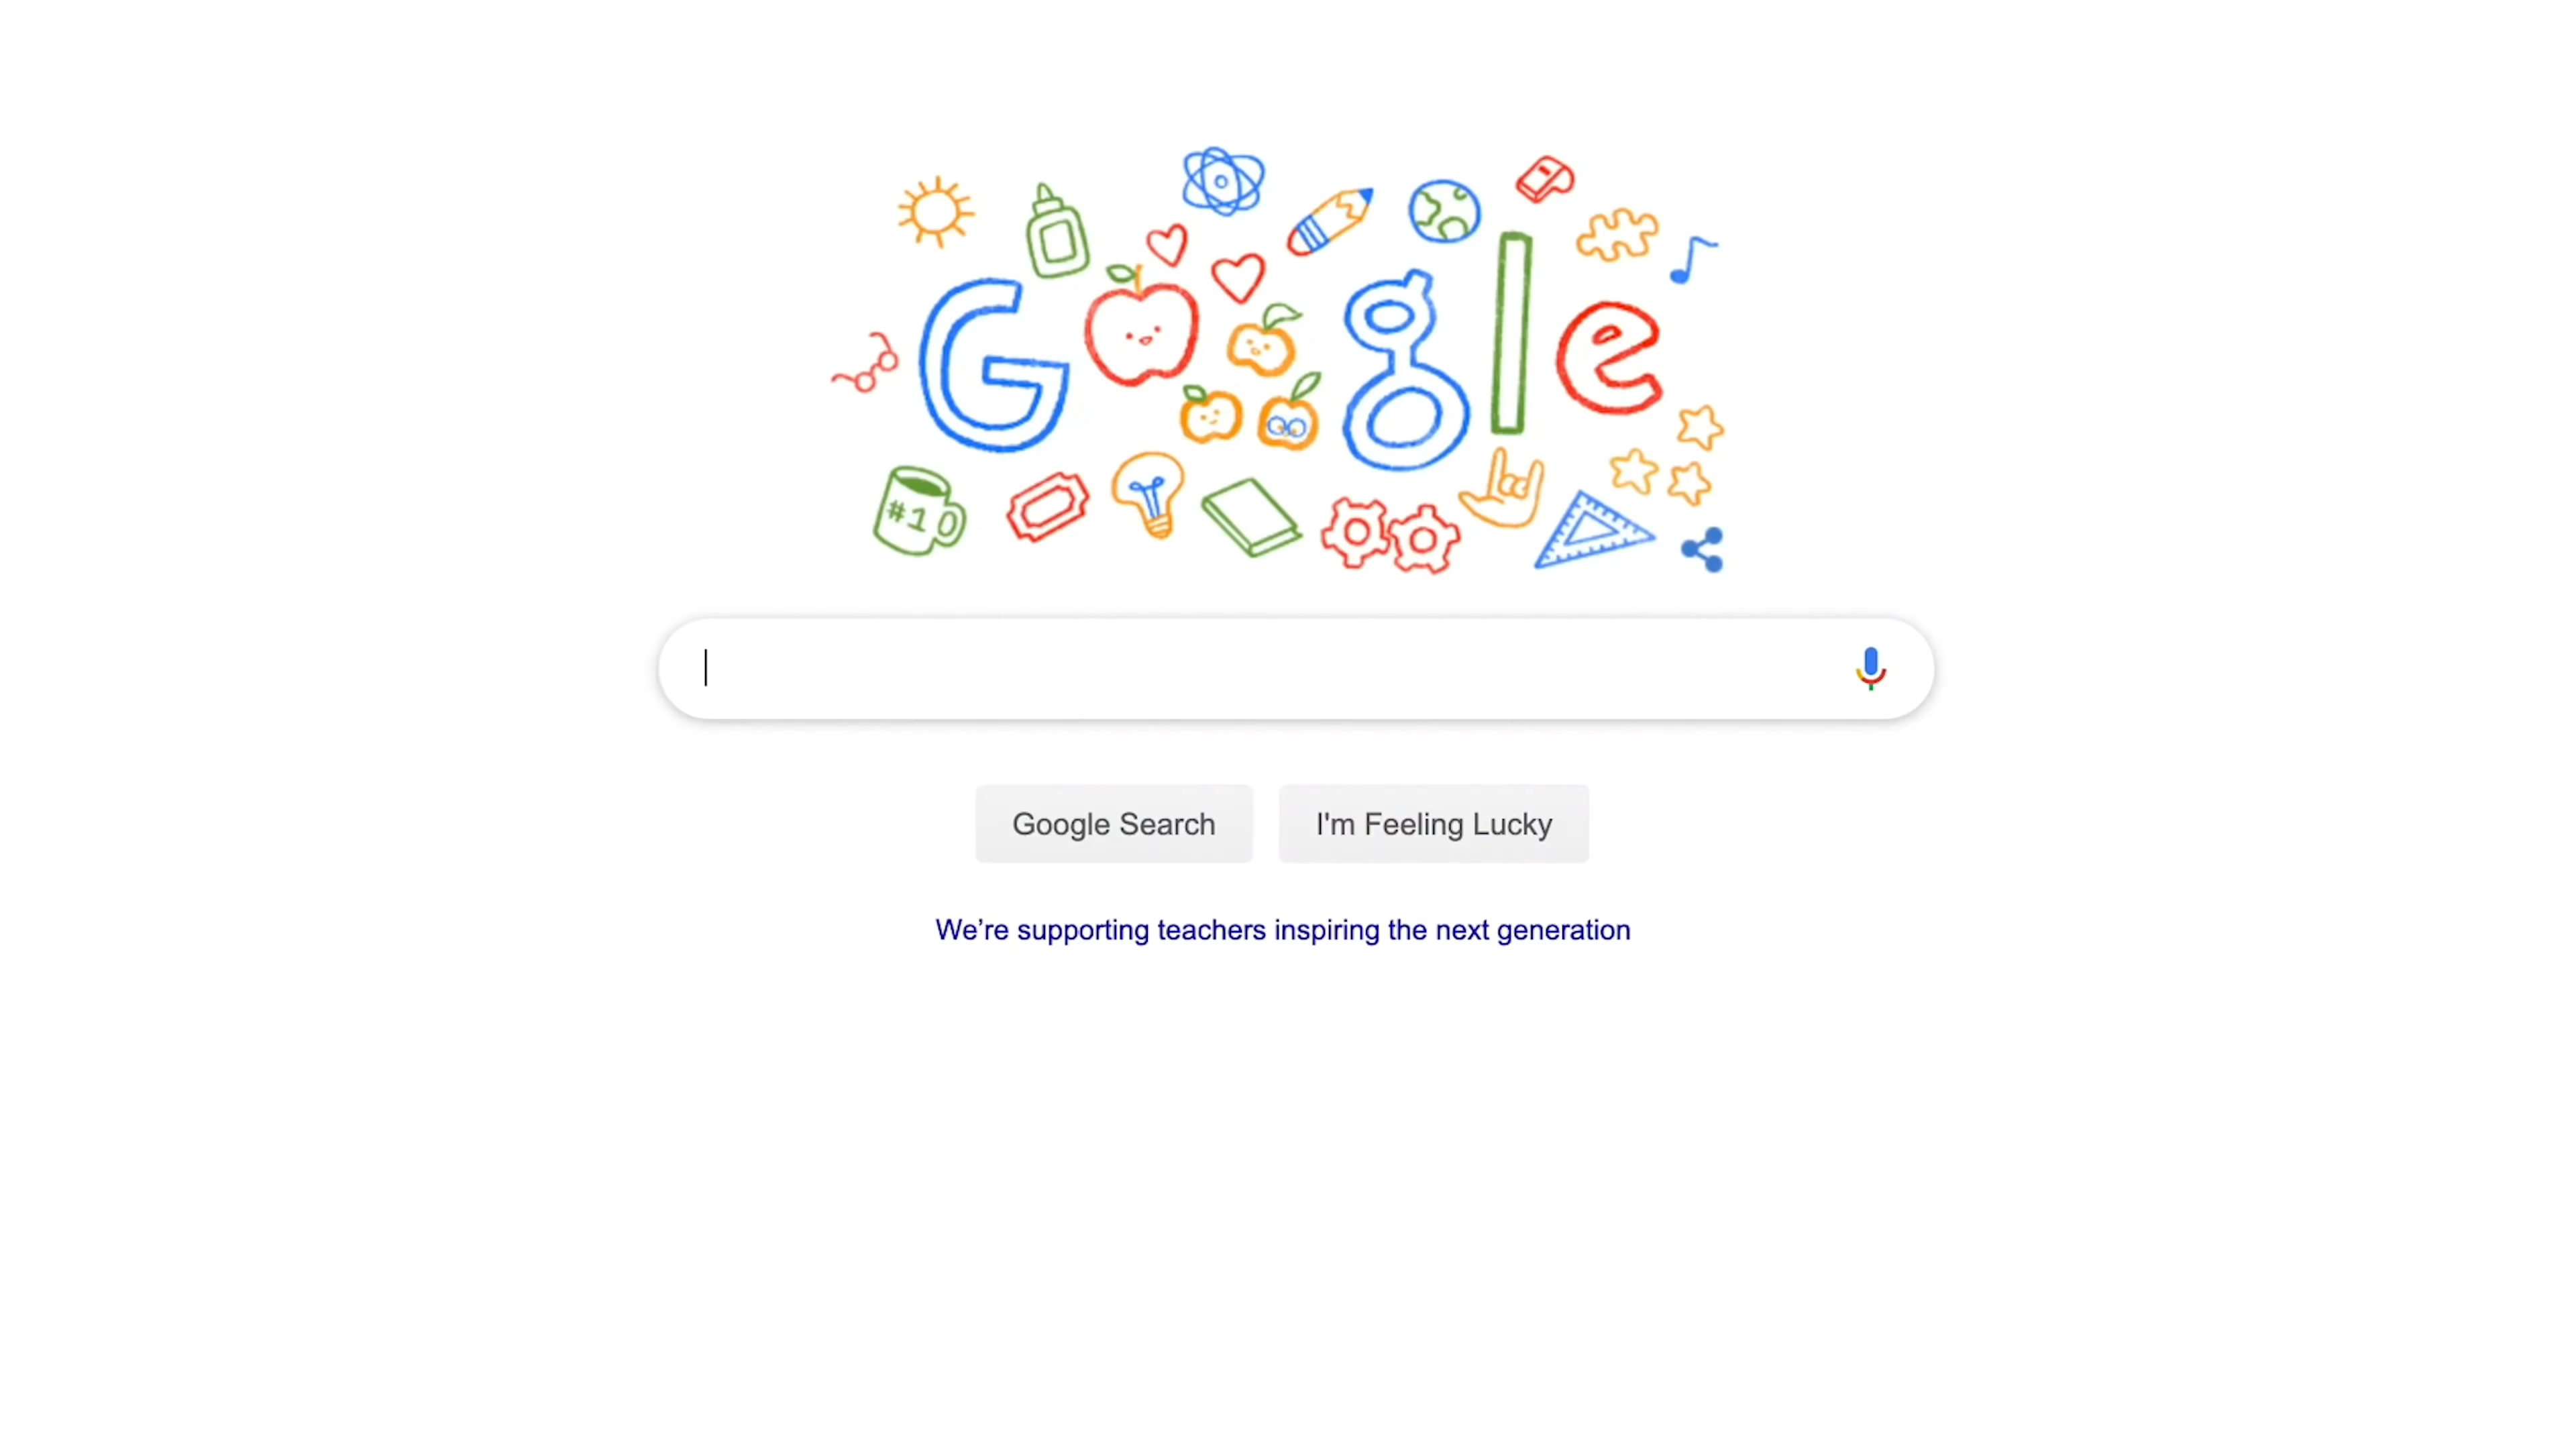 Google
#1
Google Search
I'm Feeling Lucky
We’re supporting teachers inspiring the next generation